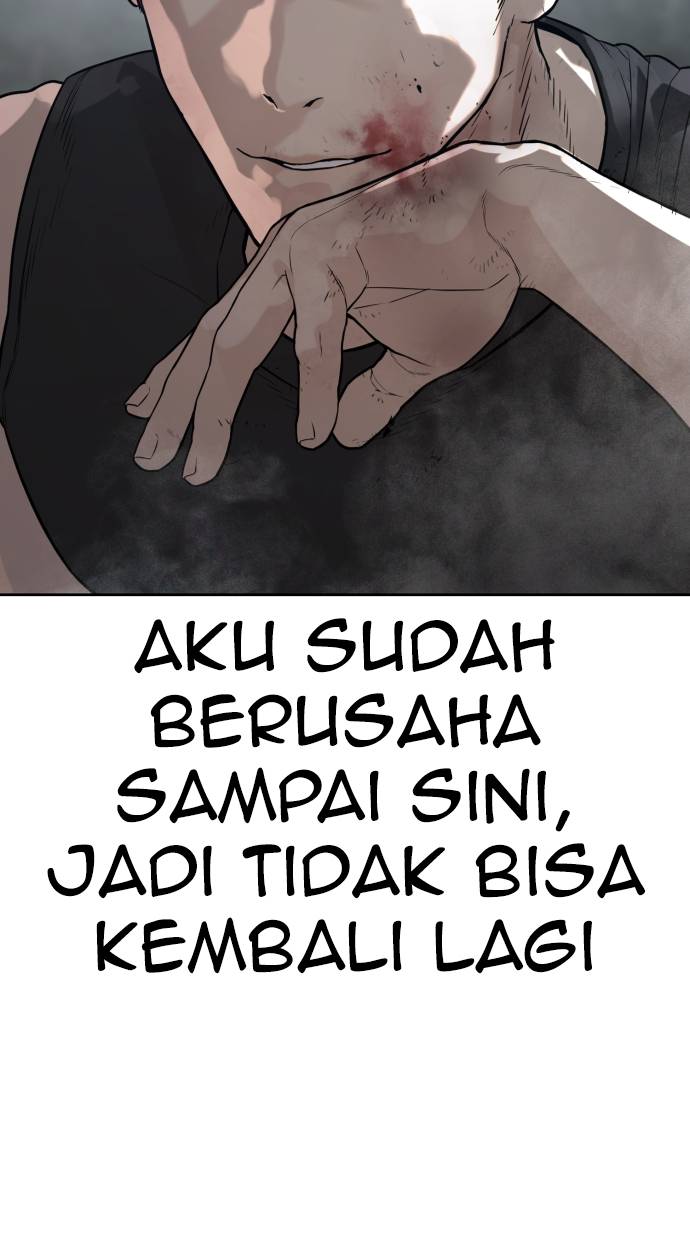 AKU SUDAH
BERUSAHA
SAMPAI SINI,
JADI TIDAK BISA
KEMBALI LAGI